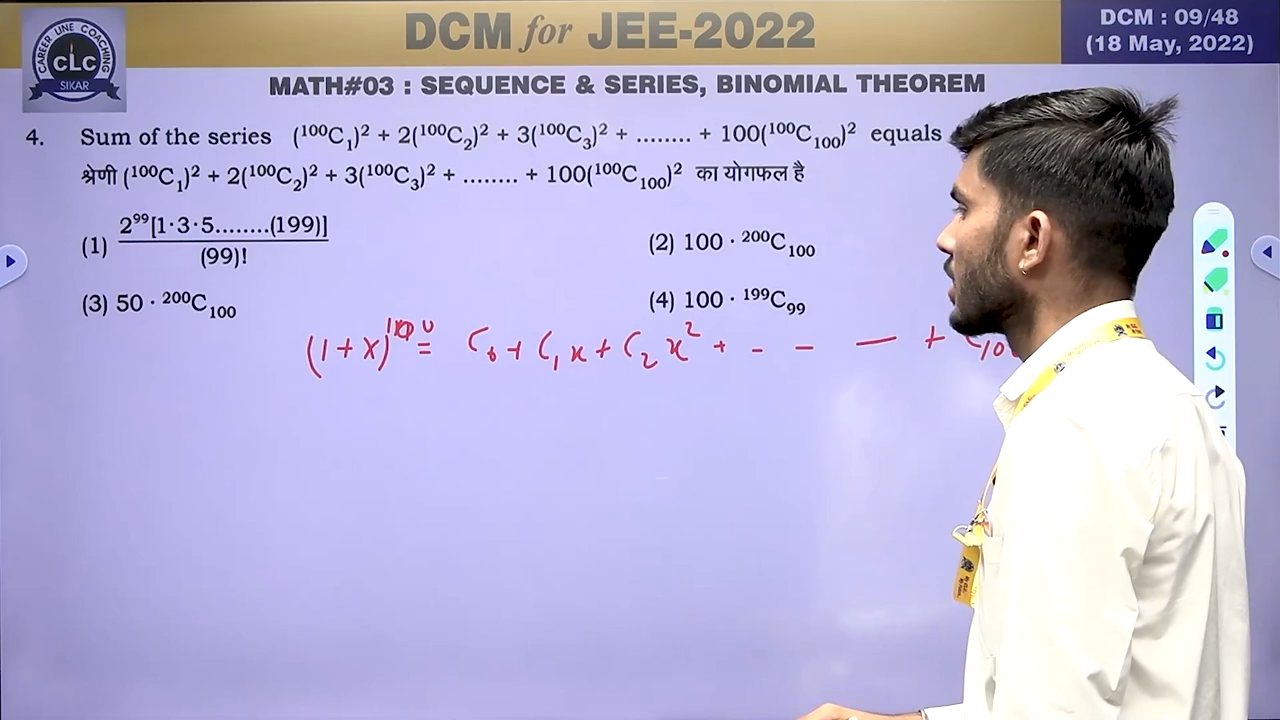 DCM for JEE-2022
DCM : 09/48
(18 May, 2022)
CAREER LINE COACHING
CLC
SIKAR
MATH#03 : SEQUENCE & SERIES, BINOMIAL THEOREM
4. Sum of the series (¹⁰⁰C₁)² + 2(¹⁰⁰C₂)² + 3(¹⁰⁰C₃)² + ........ + 100(¹⁰⁰C₁₀₀)² equals
श्रेणी (¹⁰⁰C₁)² + 2(¹⁰⁰C₂)² + 3(¹⁰⁰C₃)² + ........ + 100(¹⁰⁰C₁₀₀)² का योगफल है
(1) 2⁹⁹[1·3·5........(199)] / (99)!
(2) 100 · ²⁰⁰C₁₀₀
(3) 50 · ²⁰⁰C₁₀₀
(4) 100 · ¹⁹⁹C₉₉
(1+x)¹⁰⁰ = C₀ + C₁x + C₂x² + - - — + C₁₀